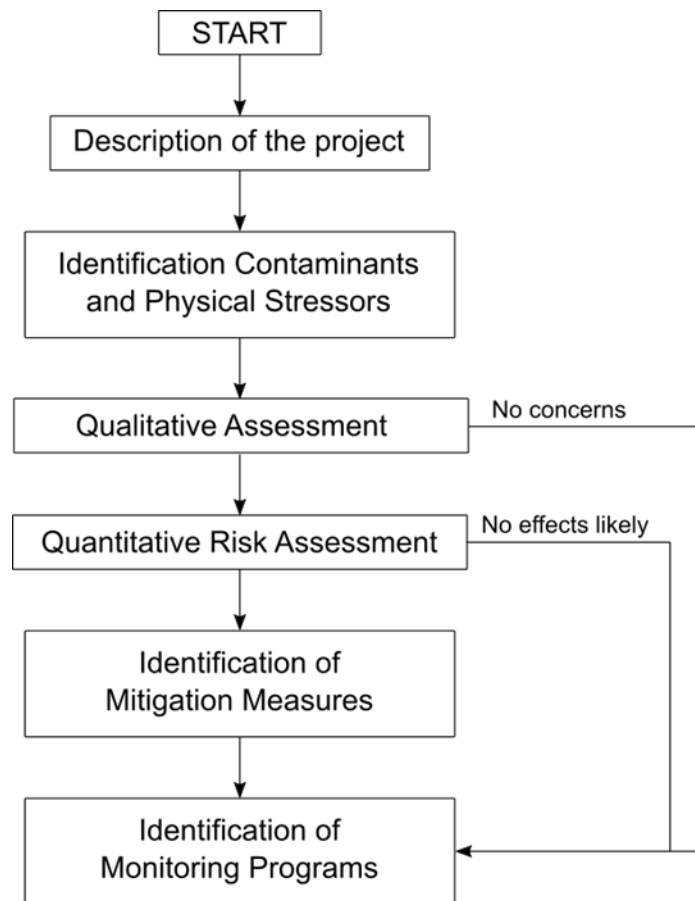 START
Description of the project
Identification Contaminants
and Physical Stressors
Qualitative Assessment
No concerns
Quantitative Risk Assessment
No effects likely
Identification of
Mitigation Measures
Identification of
Monitoring Programs